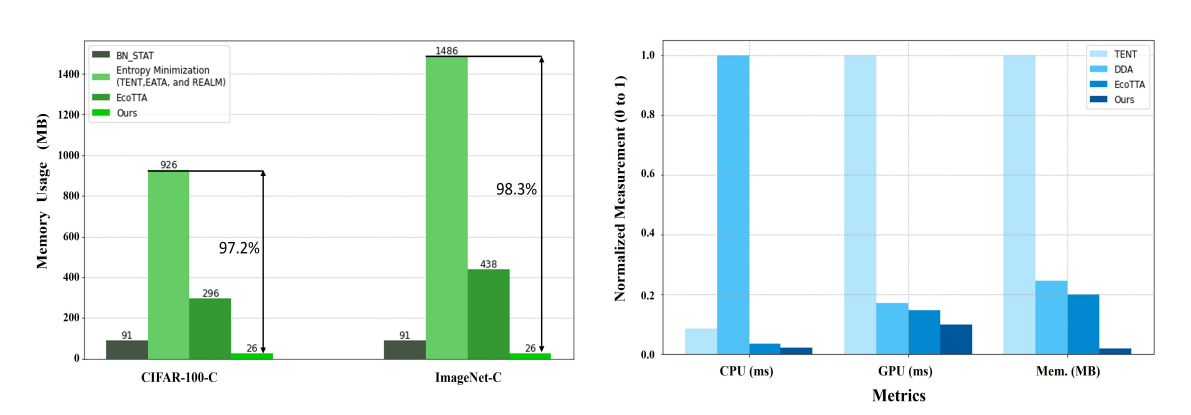 Memory Usage (MB)
1400
1200
1000
800
600
400
200
0
BN_STAT
Entropy Minimization
(TENT,EATA, and REALM)
EcoTTA
Ours
91
926
296
26
97.2%
91
1486
438
26
98.3%
CIFAR-100-C
ImageNet-C
Normalized Measurement (0 to 1)
1.0
0.8
0.6
0.4
0.2
0.0
TENT
DDA
EcoTTA
Ours
CPU (ms)
GPU (ms)
Mem. (MB)
Metrics